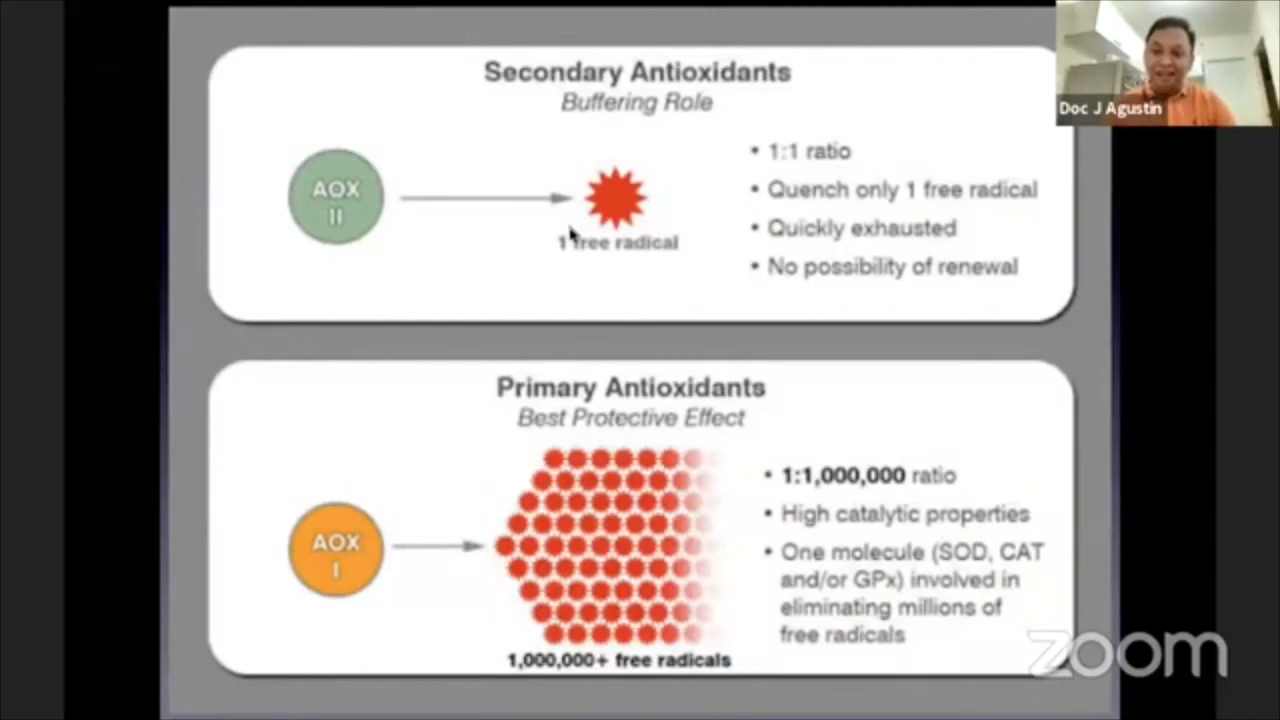 Secondary Antioxidants
Buffering Role
AOX
II
1 free radical
• 1:1 ratio
• Quench only 1 free radical
• Quickly exhausted
• No possibility of renewal
Doc J Agustin
Primary Antioxidants
Best Protective Effect
AOX
I
1,000,000+ free radicals
• 1:1,000,000 ratio
• High catalytic properties
• One molecule (SOD, CAT
and/or GPx) involved in
eliminating millions of
free radicals
zoom